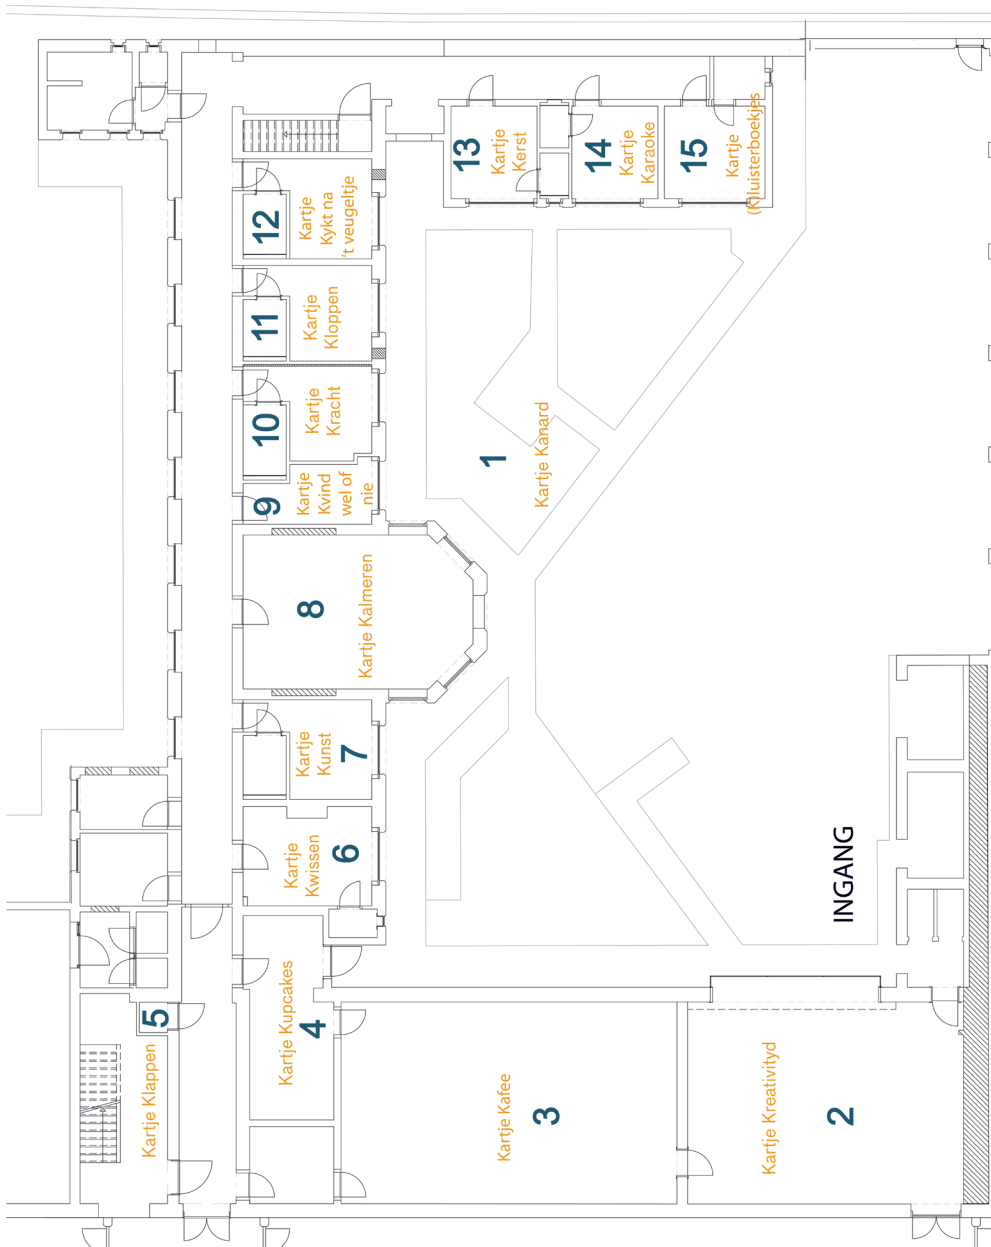 1
Kartje Kanard
2
Kartje Kreativityd
3
Kartje Kafee
4
Kartje Kupcakes
5
Kartje Klappen
6
Kartje
Kwissen
7
Kartje
Kunst
8
Kartje Kalmeren
9
Kartje
Kvind
wel of
nie
10
Kartje
Kracht
11
Kartje
Kloppen
12
Kartje
Kykt na
't veugeltje
13
Kartje
Kerst
14
Kartje
Karaoke
15
Kartje
(K)luisterboekjes
INGANG